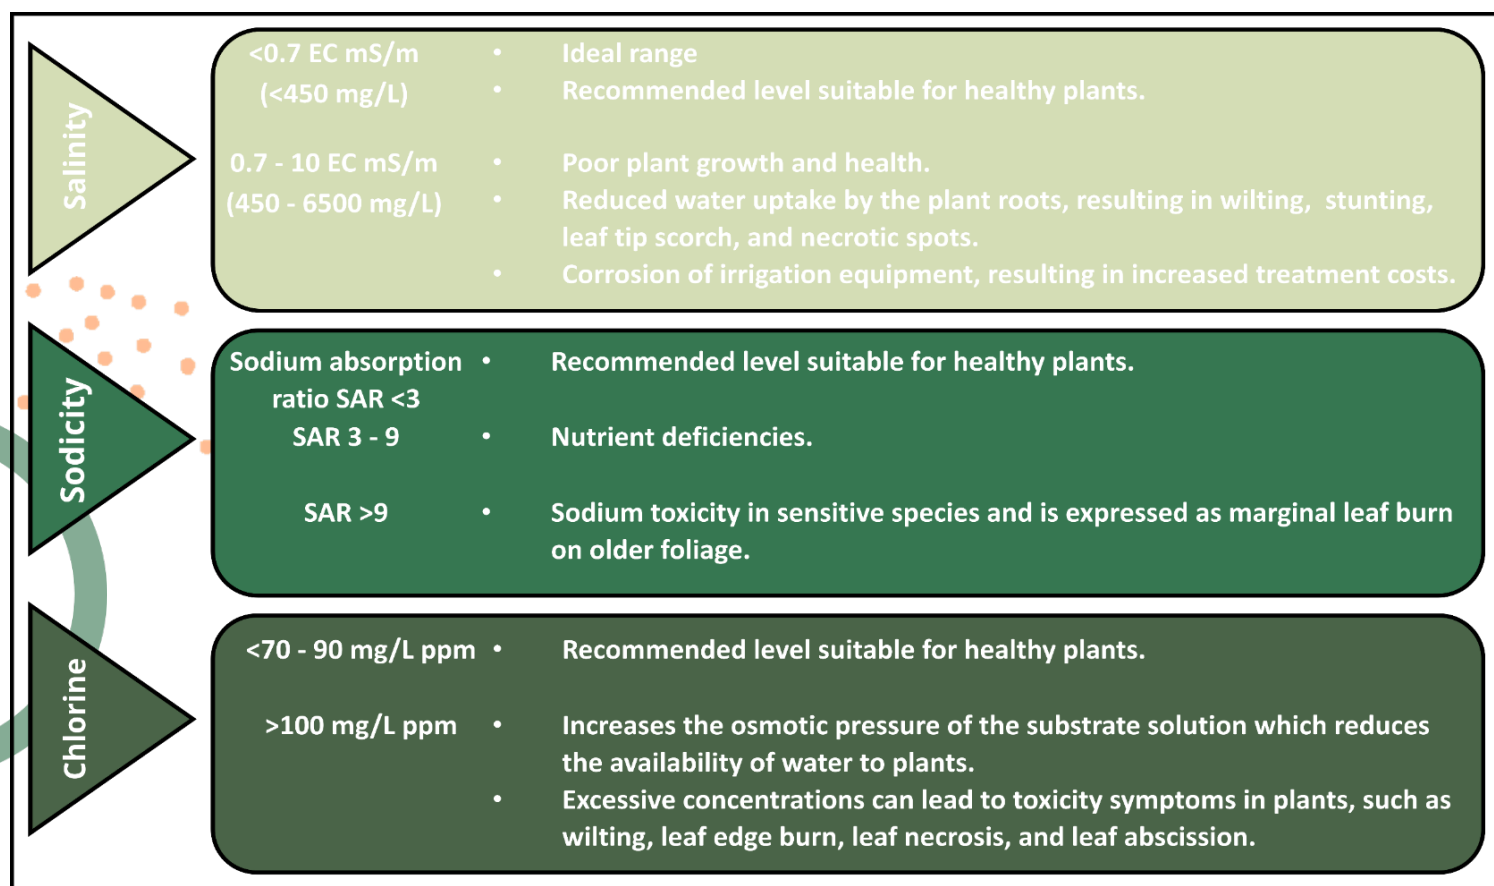 Salinity
<0.7 EC mS/m • Ideal range
(<450 mg/L) • Recommended level suitable for healthy plants.
0.7 - 10 EC mS/m • Poor plant growth and health.
(450 - 6500 mg/L) • Reduced water uptake by the plant roots, resulting in wilting, stunting,
leaf tip scorch, and necrotic spots.
• Corrosion of irrigation equipment, resulting in increased treatment costs.
Sodicity
Sodium absorption • Recommended level suitable for healthy plants.
ratio SAR <3
SAR 3 - 9 • Nutrient deficiencies.
SAR >9 • Sodium toxicity in sensitive species and is expressed as marginal leaf burn
on older foliage.
Chlorine
<70 - 90 mg/L ppm • Recommended level suitable for healthy plants.
>100 mg/L ppm • Increases the osmotic pressure of the substrate solution which reduces
the availability of water to plants.
• Excessive concentrations can lead to toxicity symptoms in plants, such as
wilting, leaf edge burn, leaf necrosis, and leaf abscission.